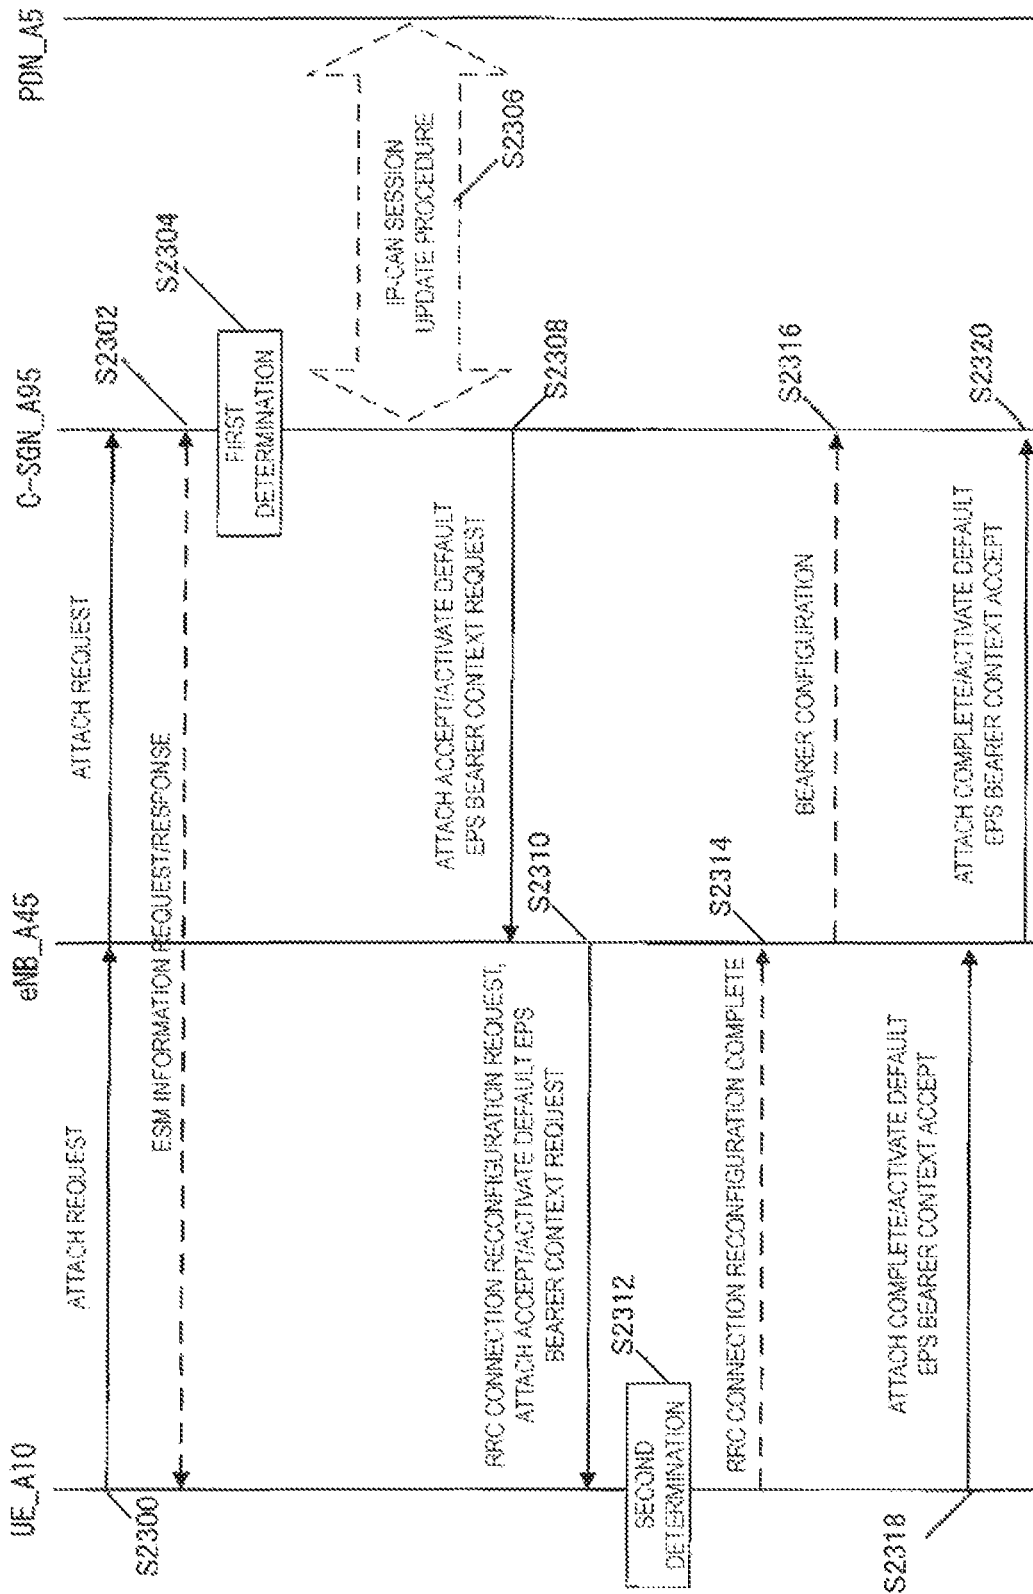 UE_A10
eNB_A45
C-SGN_A95
PDN_A5
S2300
ATTACH REQUEST
ATTACH REQUEST
S2302
ESM INFORMATION REQUEST/RESPONSE
FIRST
DETERMINATION
S2304
IP-CAN SESSION
UPDATE PROCEDURE
S2306
ATTACH ACCEPT/ACTIVATE DEFAULT
EPS BEARER CONTEXT REQUEST
S2308
RRC CONNECTION RECONFIGURATION REQUEST,
ATTACH ACCEPT/ACTIVATE DEFAULT EPS
BEARER CONTEXT REQUEST
S2310
SECOND
DETERMINATION
S2312
RRC CONNECTION RECONFIGURATION COMPLETE
S2314
BEARER CONFIGURATION
S2316
ATTACH COMPLETE/ACTIVATE DEFAULT
EPS BEARER CONTEXT ACCEPT
S2318
ATTACH COMPLETE/ACTIVATE DEFAULT
EPS BEARER CONTEXT ACCEPT
S2320